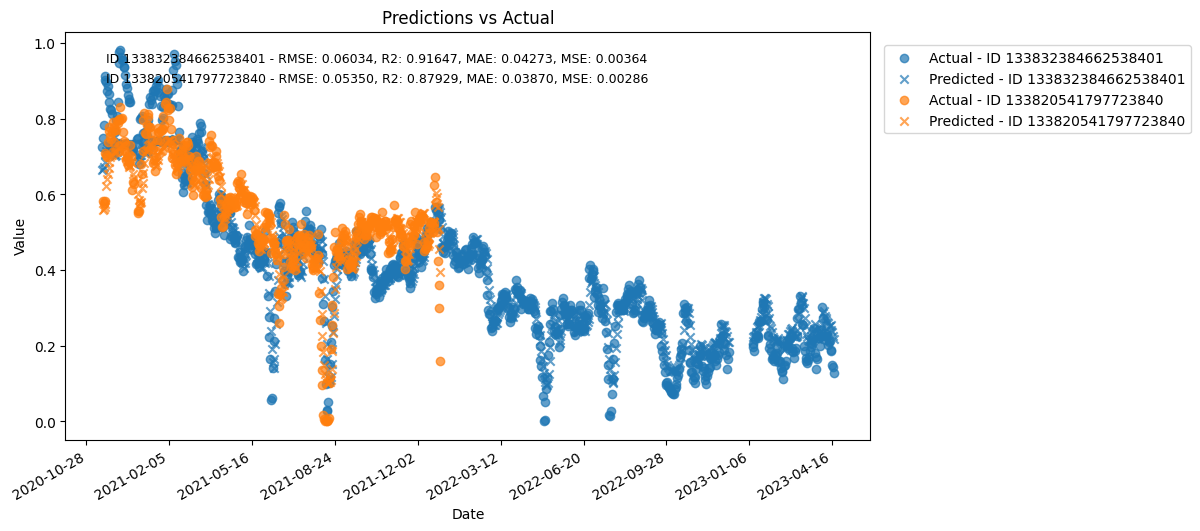 Predictions vs Actual
ID 133832384662538401 - RMSE: 0.06034, R2: 0.91647, MAE: 0.04273, MSE: 0.00364
ID 133820541797723840 - RMSE: 0.05350, R2: 0.87929, MAE: 0.03870, MSE: 0.00286
Actual - ID 133832384662538401
Predicted - ID 133832384662538401
Actual - ID 133820541797723840
Predicted - ID 133820541797723840
Value
1.0
0.8
0.6
0.4
0.2
0.0
2020-10-28
2021-02-05
2021-05-16
2021-08-24
2021-12-02
2022-03-12
2022-06-20
2022-09-28
2023-01-06
2023-04-16
Date